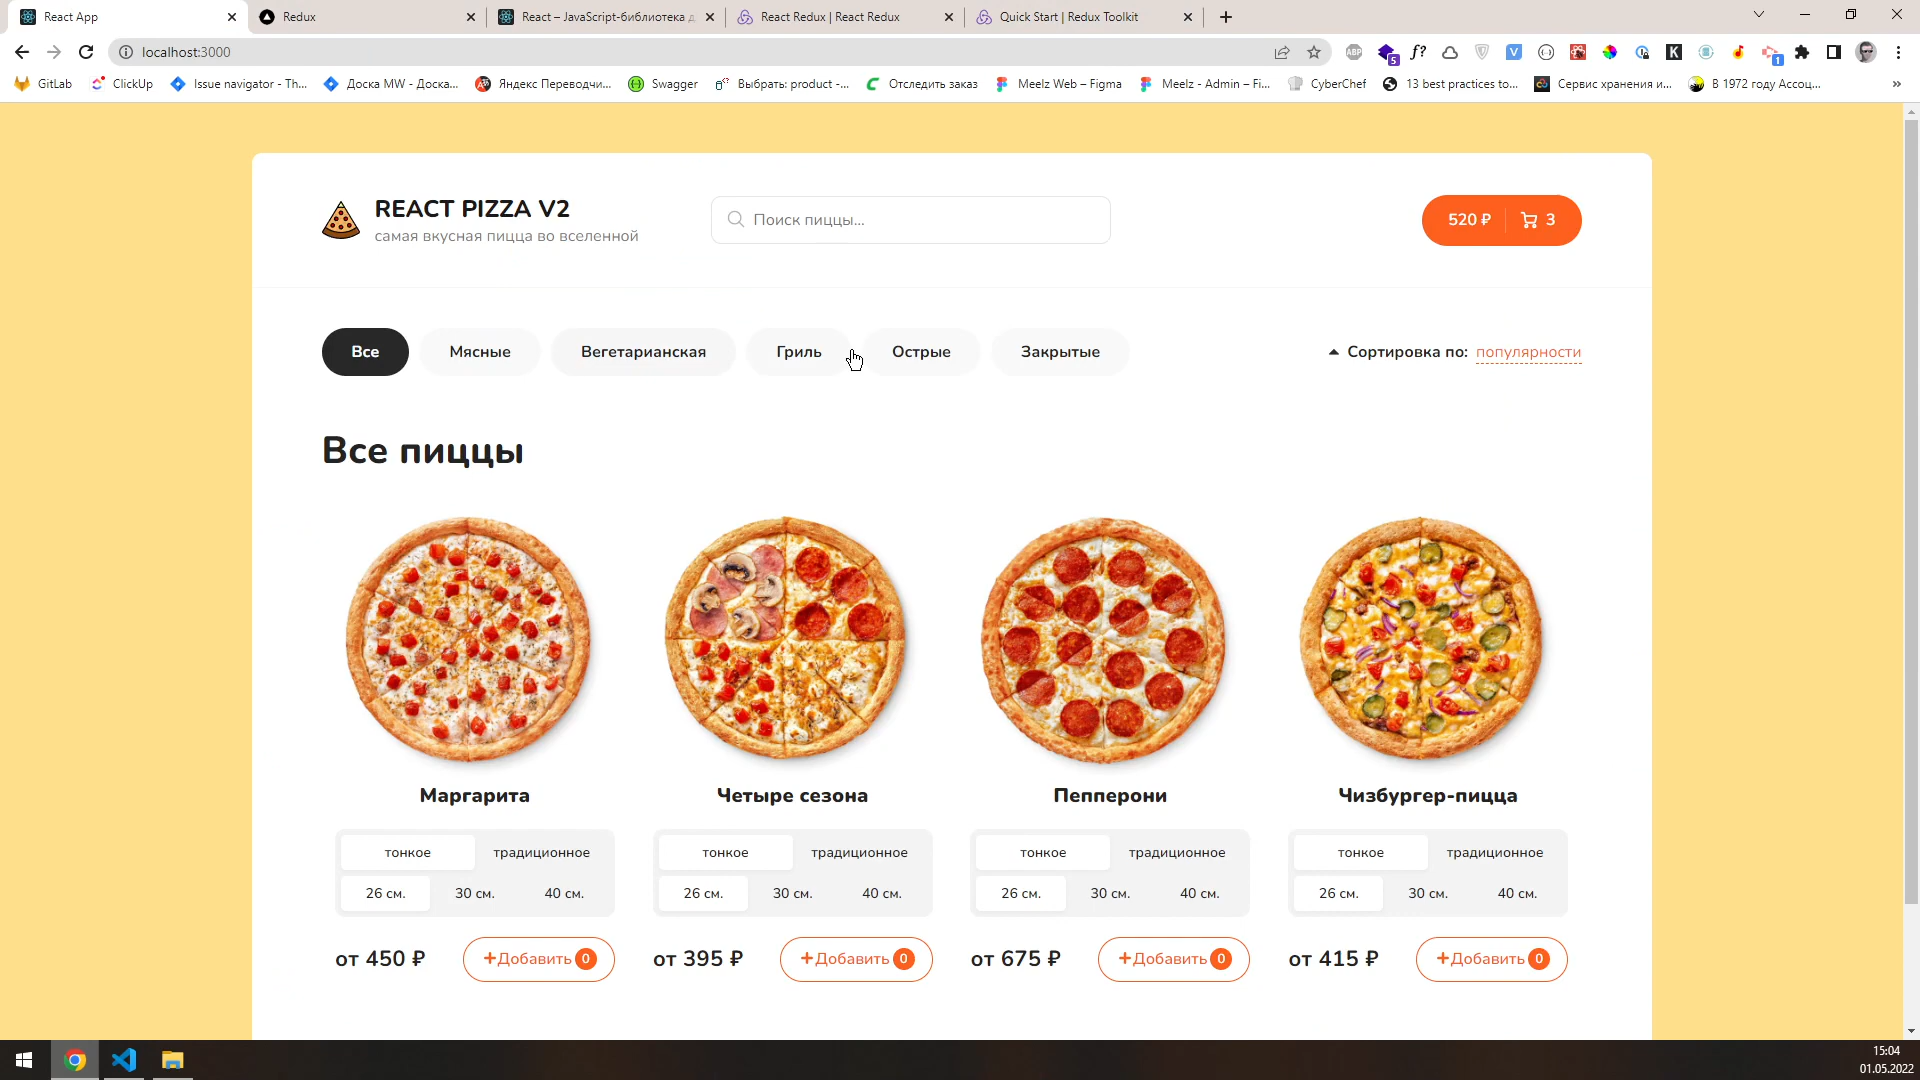 React App
Redux
React – JavaScript-библиотека д
React Redux | React Redux
Quick Start | Redux Toolkit
localhost:3000
ABP
5
f?
V
K
1
GitLab
ClickUp
Issue navigator - Th...
Доска MW - Доска...
Яндекс Переводчи...
Swagger
Выбрать: product -...
Отследить заказ
Meelz Web – Figma
Meelz - Admin – Fi...
CyberChef
13 best practices to...
Сервис хранения и...
В 1972 году Ассоц...
»
REACT PIZZA V2
самая вкусная пицца во вселенной
Поиск пиццы...
520 ₽
3
Все
Мясные
Вегетарианская
Гриль
Острые
Закрытые
Сортировка по: популярности
Все пиццы
Маргарита
Четыре сезона
Пепперони
Чизбургер-пицца
тонкое традиционное
тонкое традиционное
тонкое традиционное
тонкое традиционное
26 см. 30 см. 40 см.
26 см. 30 см. 40 см.
26 см. 30 см. 40 см.
26 см. 30 см. 40 см.
от 450 ₽
+Добавить 0
от 395 ₽
+Добавить 0
от 675 ₽
+Добавить 0
от 415 ₽
+Добавить 0
15:04
01.05.2022